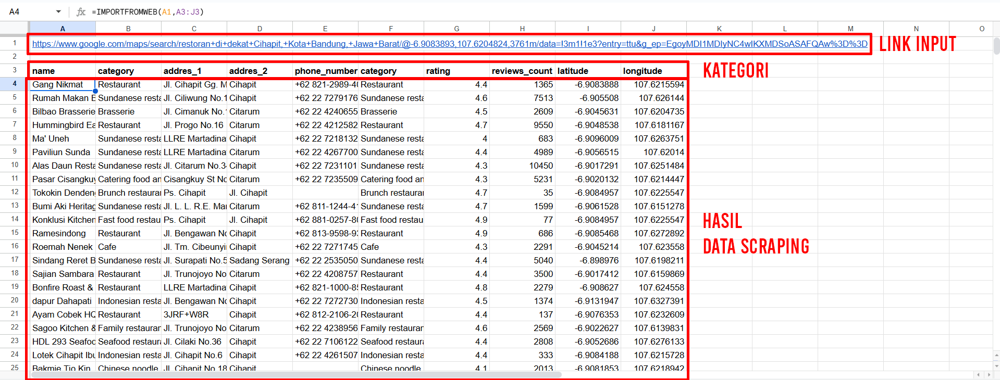 A4 fx =IMPORTFROMWEB(A1,A3:J3)
A B C D E F G H I J K L M N O
1 https://www.google.com/maps/search/restoran+di+dekat+Cihapit,+Kota+Bandung,+Jawa+Barat/@-6.9083893,107.6204824,3761m/data=!3m1!1e3?entry=ttu&g_ep=EgoyMDI1MDIyNC4wIKXMDSoASAFQAw%3D%3D LINK INPUT
2
3 name category addres_1 addres_2 phone_number category rating reviews_count latitude longitude KATEGORI
4 Gang Nikmat Restaurant Jl. Cihapit Gg. M Cihapit +62 821-2989-40 Restaurant 4.4 1365 -6.9083888 107.6215594
5 Rumah Makan B Sundanese resta Jl. Ciliwung No.1 Cihapit +62 22 7279176 Sundanese resta 4.6 7513 -6.905508 107.626144
6 Bilbao Brasserie Brasserie Jl. Cimanuk No.1 Citarum +62 22 4240655 Brasserie 4.5 2609 -6.9045631 107.6204735
7 Hummingbird Ea Restaurant Jl. Progo No.16 Citarum +62 22 4212582 Restaurant 4.7 9550 -6.9048538 107.6181167
8 Ma' Uneh Sundanese resta LLRE Martadina Cihapit +62 22 7218132 Sundanese resta 4 683 -6.9096009 107.6263751
9 Paviliun Sunda Sundanese resta LLRE Martadina Citarum +62 22 4267700 Sundanese resta 4.4 4989 -6.9056515 107.62014
10 Alas Daun Resta Sundanese resta Jl. Citarum No.34 Cihapit +62 22 7231101 Sundanese resta 4.3 10450 -6.9017291 107.6251484
11 Pasar Cisangkuy Catering food an Cisangkuy St No Citarum +62 22 7235509 Catering food an 4.3 5231 -6.9020132 107.6214447
12 Tokokin Dendeng Brunch restauran Ps. Cihapit Jl. Cihapit Brunch restauran 4.7 35 -6.9084957 107.6225547
13 Bumi Aki Heritag Sundanese resta Jl. L. L. R.E. Mar Citarum +62 811-1244-41 Sundanese resta 4.7 1599 -6.9061528 107.6151278
14 Konklusi Kitchen Fast food restau Ps. Cihapit Jl. Cihapit +62 881-0257-80 Fast food restau 4.9 77 -6.9084957 107.6225547 HASIL
15 Ramesindong Restaurant Jl. Bengawan No Cihapit +62 813-9598-93 Restaurant 4.9 686 -6.9085468 107.6272892
16 Roemah Nenek Cafe Jl. Tm. Cibeunyi Cihapit +62 22 7271745 Cafe 4.3 2291 -6.9045214 107.623558 DATA SCRAPING
17 Sindang Reret B Sundanese resta Jl. Surapati No.5 Sadang Serang +62 22 2535050 Sundanese resta 4.4 5040 -6.898976 107.6198211
18 Sajian Sambara Restaurant Jl. Trunojoyo No Citarum +62 22 4208757 Restaurant 4.4 3500 -6.9017412 107.6159869
19 Bonfire Roast & Restaurant LLRE Martadina Cihapit +62 821-1000-85 Restaurant 4.8 2279 -6.908627 107.624558
20 dapur Dahapati Indonesian resta Jl. Bengawan No Cihapit +62 22 7272730 Indonesian resta 4.5 1374 -6.9131947 107.6327391
21 Ayam Cobek HQ Restaurant 3JRF+W8R Cihapit +62 812-2106-20 Restaurant 4.4 137 -6.9076353 107.6232609
22 Sagoo Kitchen & Family restauran Jl. Trunojoyo No Citarum +62 22 4238956 Family restauran 4.6 2569 -6.9022627 107.6139831
23 HDL 293 Seafoo Seafood restaura Jl. Cilaki No.36 Cihapit +62 22 7106122 Seafood restaura 4.4 2808 -6.9052686 107.6276133
24 Lotek Cihapit Ibu Indonesian resta Jl. Cihapit No.6 Cihapit +62 22 4261507 Indonesian resta 4.4 333 -6.9084188 107.6215728
25 Bakmie Tio Kin Chinese noodle Jl. Cihapit No.18 Cihapit Chinese noodle 4.1 2013 -6.9081853 107.6218942